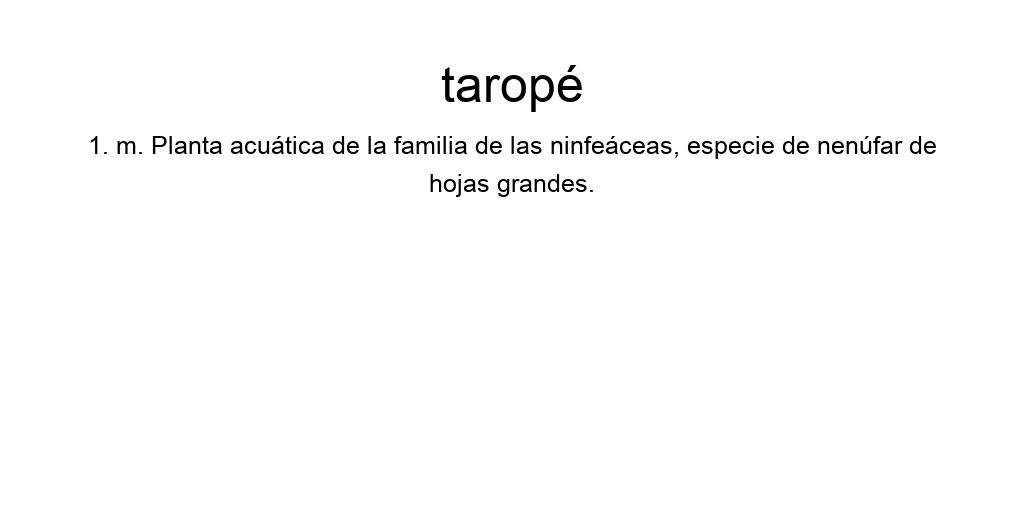 taropé
1. m. Planta acuática de la familia de las ninfeáceas, especie de nenúfar de
hojas grandes.